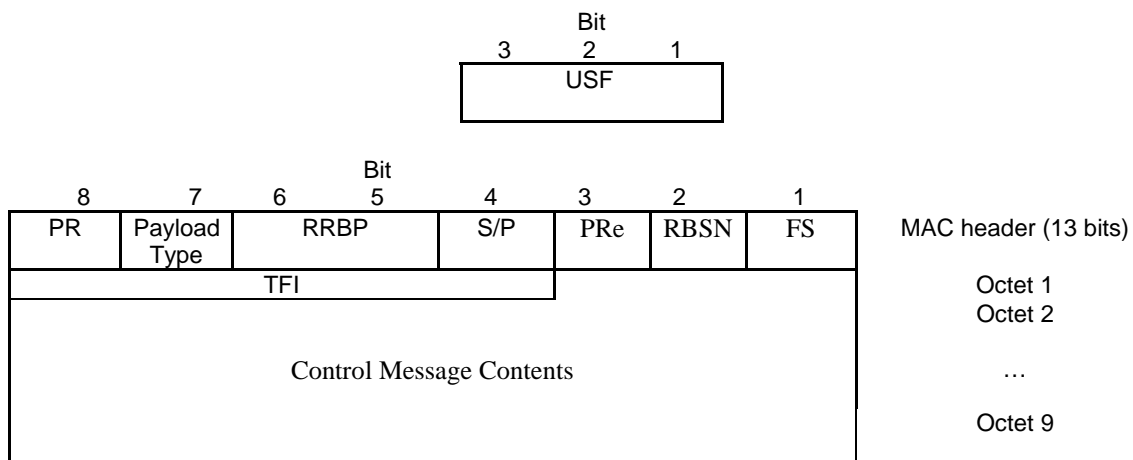 Bit
3 2 1
USF
Bit
8 7 6 5 4 3 2 1
PR Payload Type RRBP S/P PRe RBSN FS MAC header (13 bits)
TFI Octet 1
Octet 2
Control Message Contents …
Octet 9